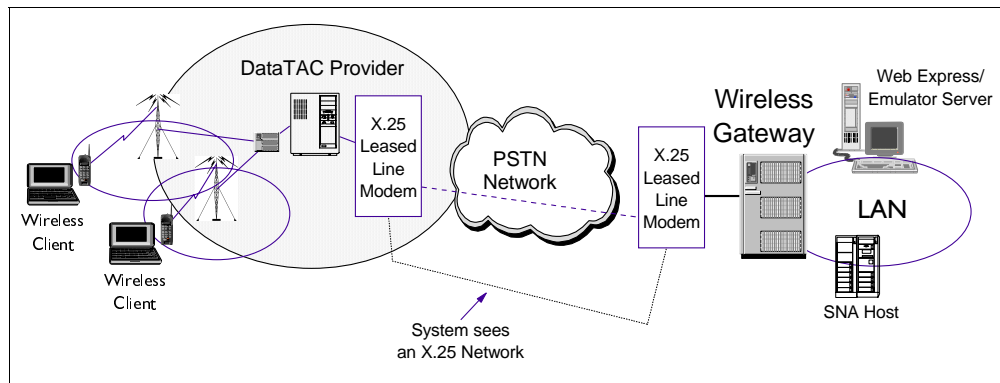 DataTAC Provider
X.25
Leased
Line
Modem
Wireless
Client
Wireless
Client
PSTN
Network
X.25
Leased
Line
Modem
Wireless
Gateway
Web Express/
Emulator Server
LAN
SNA Host
System sees
an X.25 Network